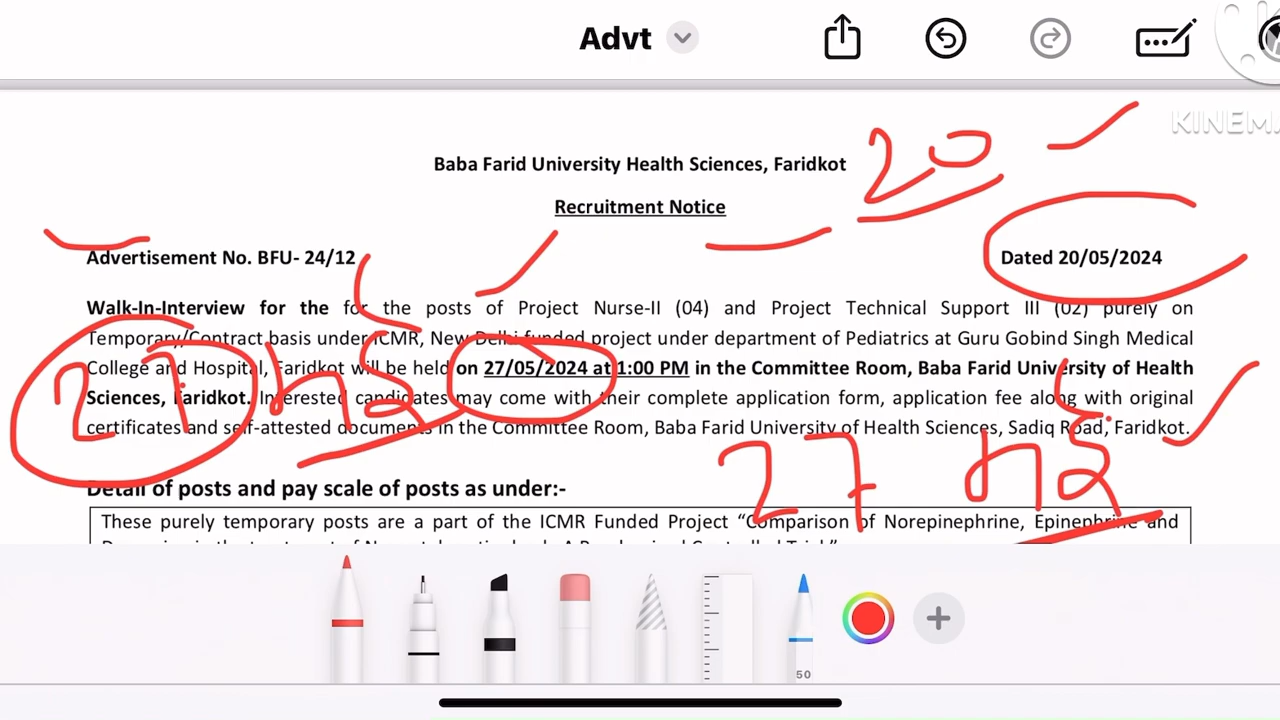 Advt
KINEM
20
Baba Farid University Health Sciences, Faridkot
Recruitment Notice
Advertisement No. BFU- 24/12
Dated 20/05/2024
Walk-In-Interview for the for the posts of Project Nurse-II (04) and Project Technical Support III (02) purely on
Temporary/Contract basis under ICMR, New Delhi funded project under department of Pediatrics at Guru Gobind Singh Medical
College and Hospital, Faridkot will be held on 27/05/2024 at 1:00 PM in the Committee Room, Baba Farid University of Health
Sciences, Faridkot. Interested candidates may come with their complete application form, application fee along with original
certificates and self-attested documents in the Committee Room, Baba Farid University of Health Sciences, Sadiq Road, Faridkot.
27 ਮਈ
27 ਮਈ
Detail of posts and pay scale of posts as under:-
These purely temporary posts are a part of the ICMR Funded Project “Comparison of Norepinephrine, Epinephrine and
50